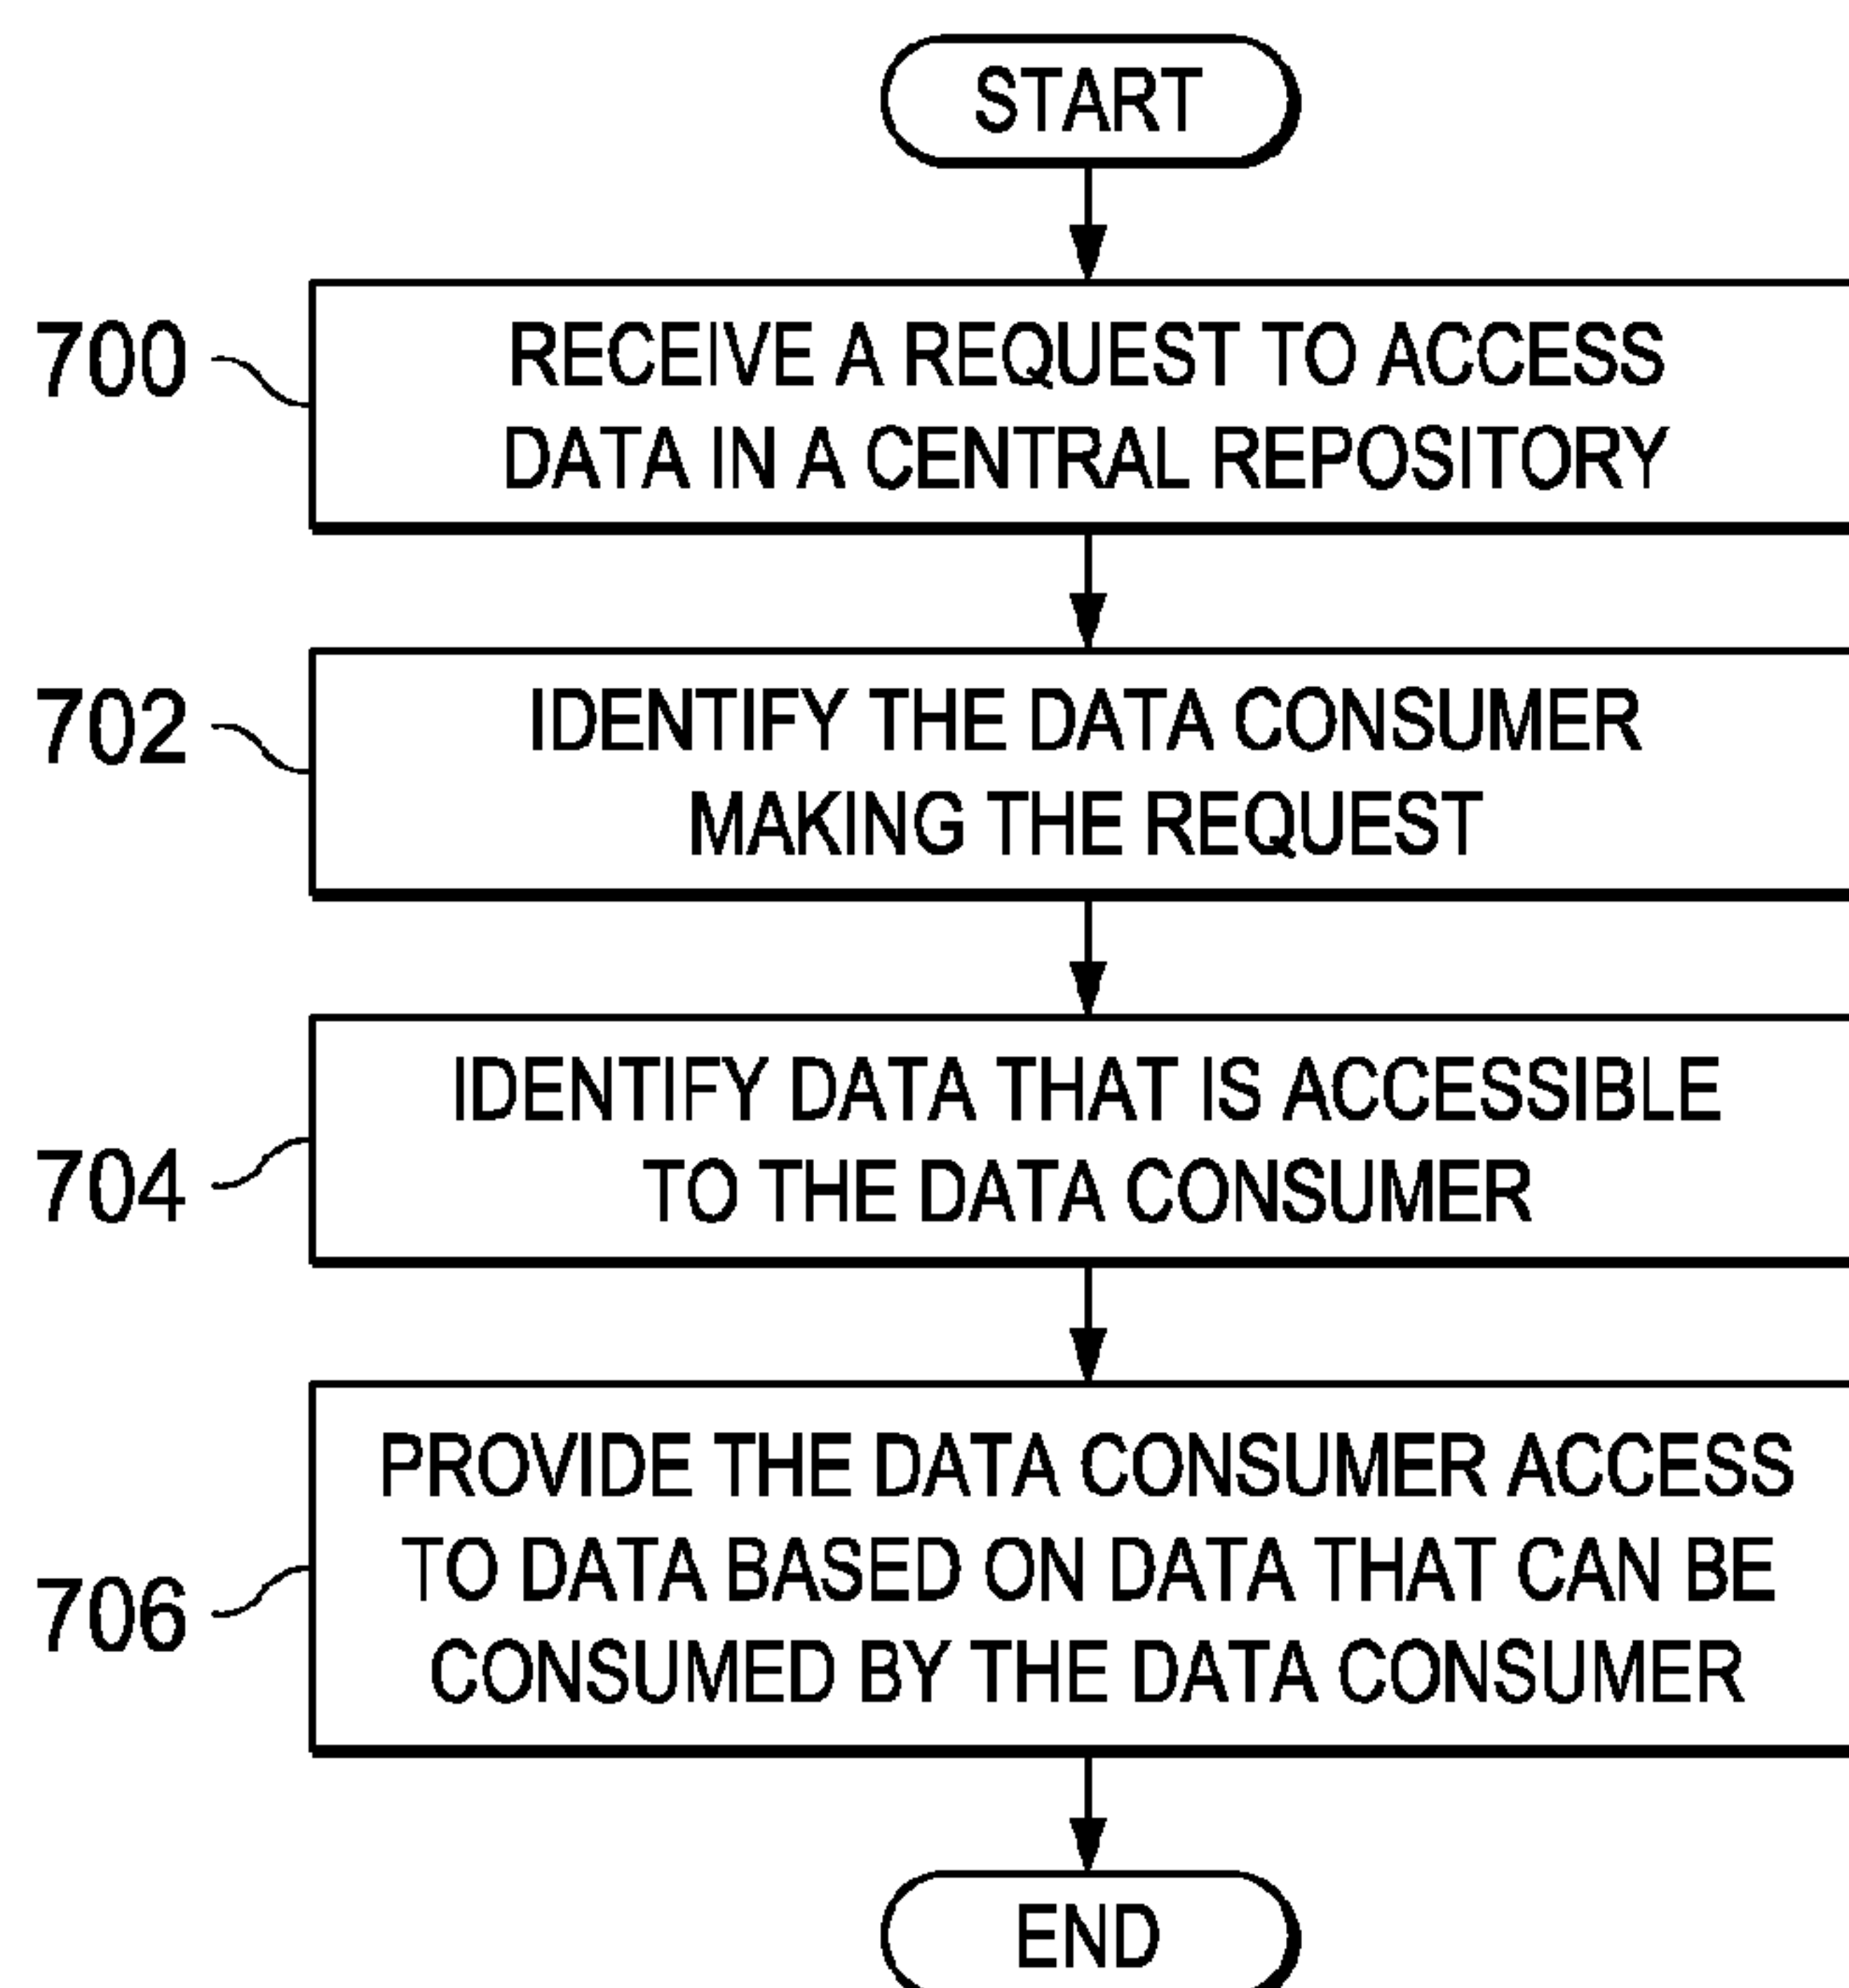 START
700
RECEIVE A REQUEST TO ACCESS
DATA IN A CENTRAL REPOSITORY
702
IDENTIFY THE DATA CONSUMER
MAKING THE REQUEST
704
IDENTIFY DATA THAT IS ACCESSIBLE
TO THE DATA CONSUMER
706
PROVIDE THE DATA CONSUMER ACCESS
TO DATA BASED ON DATA THAT CAN BE
CONSUMED BY THE DATA CONSUMER
END